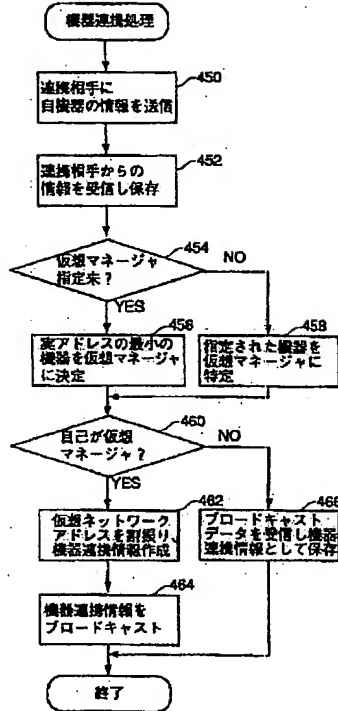 機器連携処理
450
連携相手に
自機器の情報を送信
452
連携相手からの
情報を受信し保存
454
仮想マネージャ
指定未?
NO
YES
456
実アドレスの最小の
機器を仮想マネージャ
に決定
458
指定された機器を
仮想マネージャに
特定
460
自己が仮想
マネージャ?
NO
YES
462
仮想ネットワーク
アドレスを割振り、
機器連携情報作成
466
ブロードキャスト
データを受信し機器
連携情報として保存
464
機器連携情報を
ブロードキャスト
終了